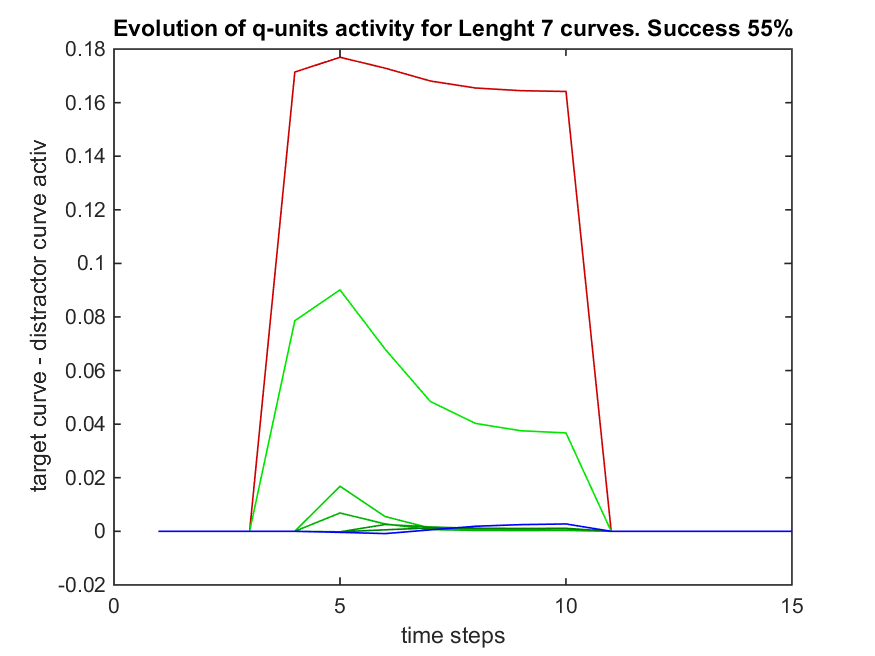 Evolution of q-units activity for Lenght 7 curves. Success 55%
0.18
0.16
0.14
0.12
0.1
0.08
0.06
0.04
0.02
0
-0.02
target curve - distractor curve activ
0 5 10 15
time steps